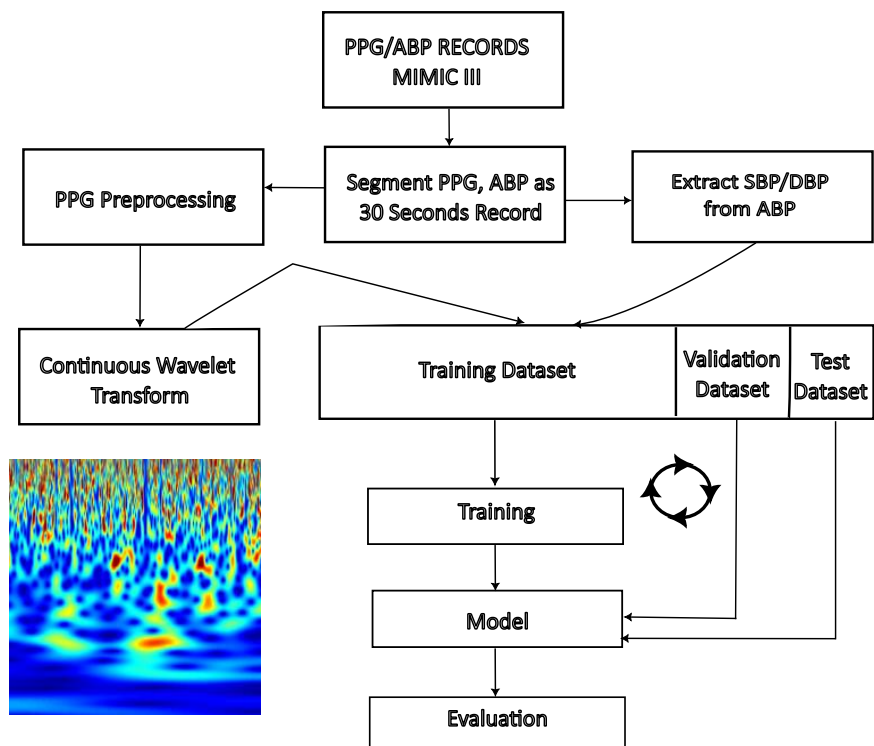 PPG/ABP RECORDS
MIMIC III
PPG Preprocessing
Segment PPG, ABP as
30 Seconds Record
Extract SBP/DBP
from ABP
Continuous Wavelet
Transform
Training Dataset
Validation
Dataset
Test
Dataset
Training
Model
Evaluation